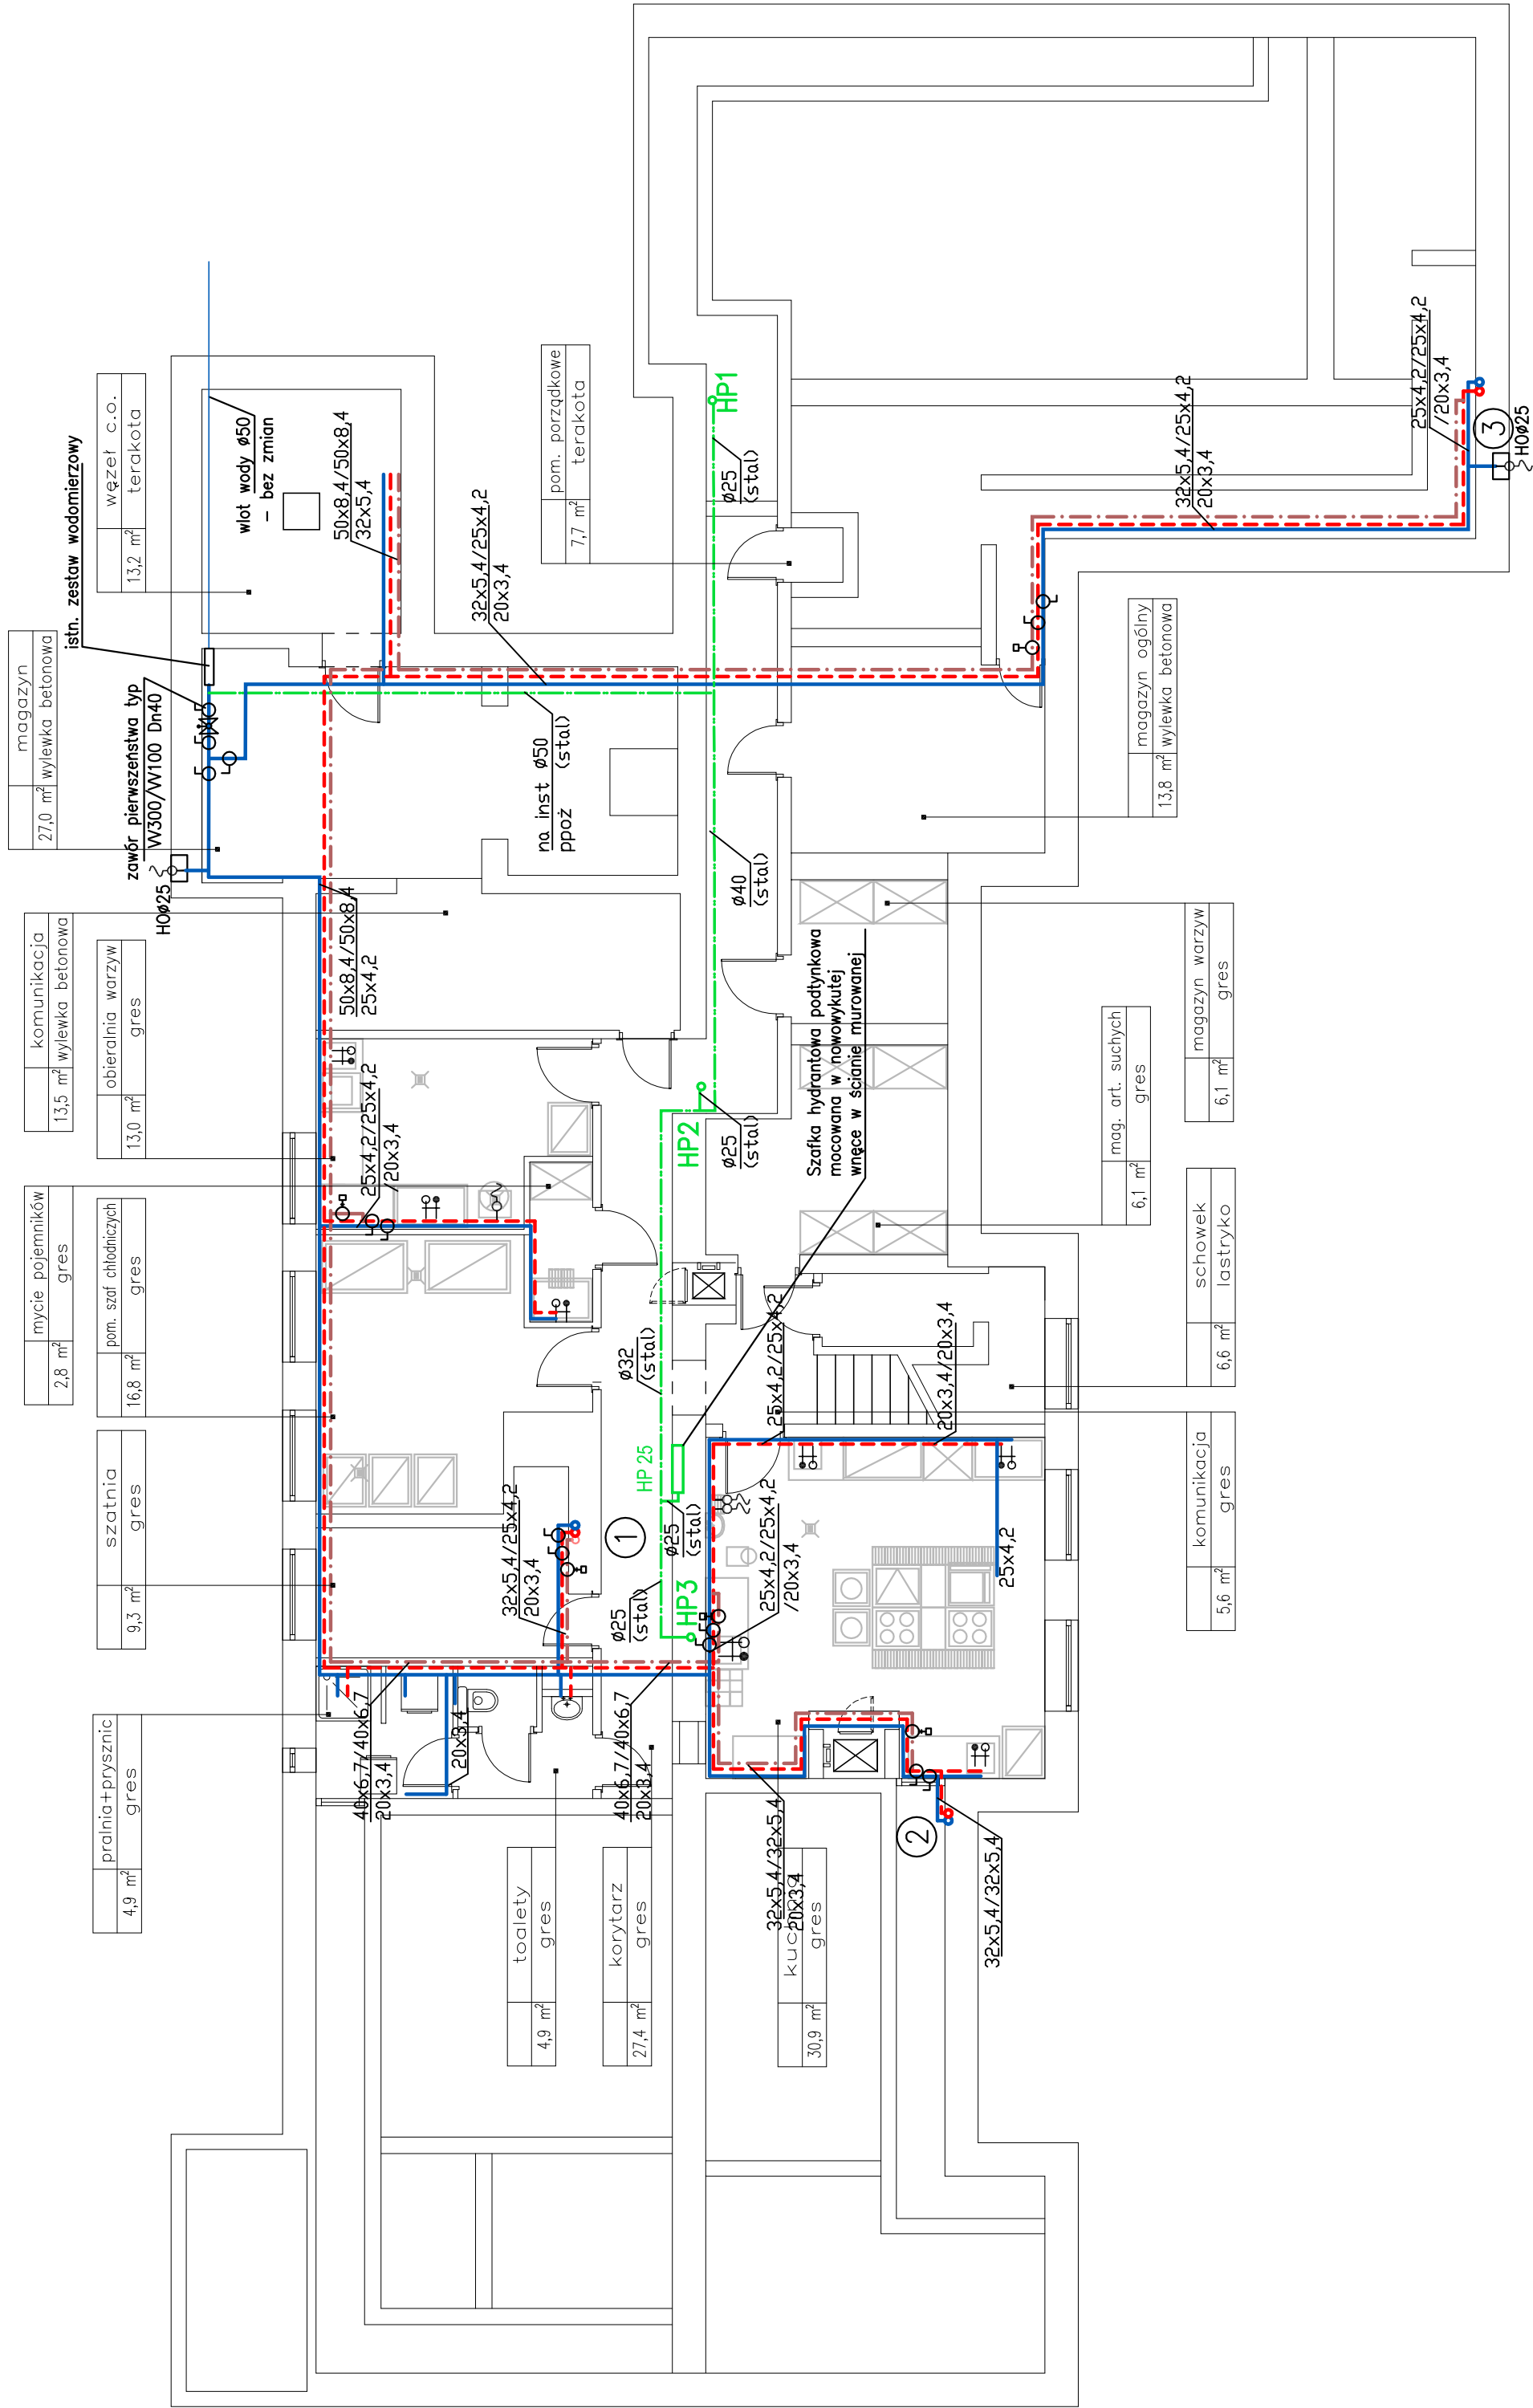 magazyn
27,0 m² wylewka betonowa
węzeł c.o.
13,2 m² terakota
istn. zestaw wodomierzowy
zawór pierwszeństwa typ
W300/W100 Dn40
wlot wody ø50
– bez zmian
HOø25
50x8,4/50x8,4
32x5,4
komunikacja
13,5 m² wylewka betonowa
obieralnia warzyw
13,0 m² gres
mycie pojemników
2,8 m² gres
pom. szaf chłodniczych
16,8 m² gres
szatnia
9,3 m² gres
pralnia+prysznic
4,9 m² gres
pom. porządkowe
7,7 m² terakota
32x5,4/25x4,2
20x3,4
na inst ø50
ppoż (stal)
50x8,4/50x8,4
25x4,2
25x4,2/25x4,2
/20x3,4
HP1
ø25
(stal)
ø40
(stal)
HP2
ø25
(stal)
ø32
(stal)
HP 25
ø25
(stal)
HP3
ø25
(stal)
1
32x5,4/25x4,2
20x3,4
40x6,7/40x6,7
20x3,4
20x3,4
40x6,7/40x6,7
20x3,4
Szafka hydrantowa podtynkowa
mocowana w nowowykutej
wnęce w ścianie murowanej
25x4,2/25x4,2
20x3,4/20x3,4
25x4,2/25x4,2
/20x3,4
25x4,2
32x5,4/32x5,4
20x3,4
2
32x5,4/32x5,4
toalety
4,9 m² gres
korytarz
27,4 m² gres
30,9 m² gres
magazyn ogólny
13,8 m² wylewka betonowa
magazyn warzyw
6,1 m² gres
mag. art. suchych
6,1 m² gres
schowek
6,6 m² lastryko
komunikacja
5,6 m² gres
32x5,4/25x4,2
20x3,4
25x4,2/25x4,2
/20x3,4
3
HOø25